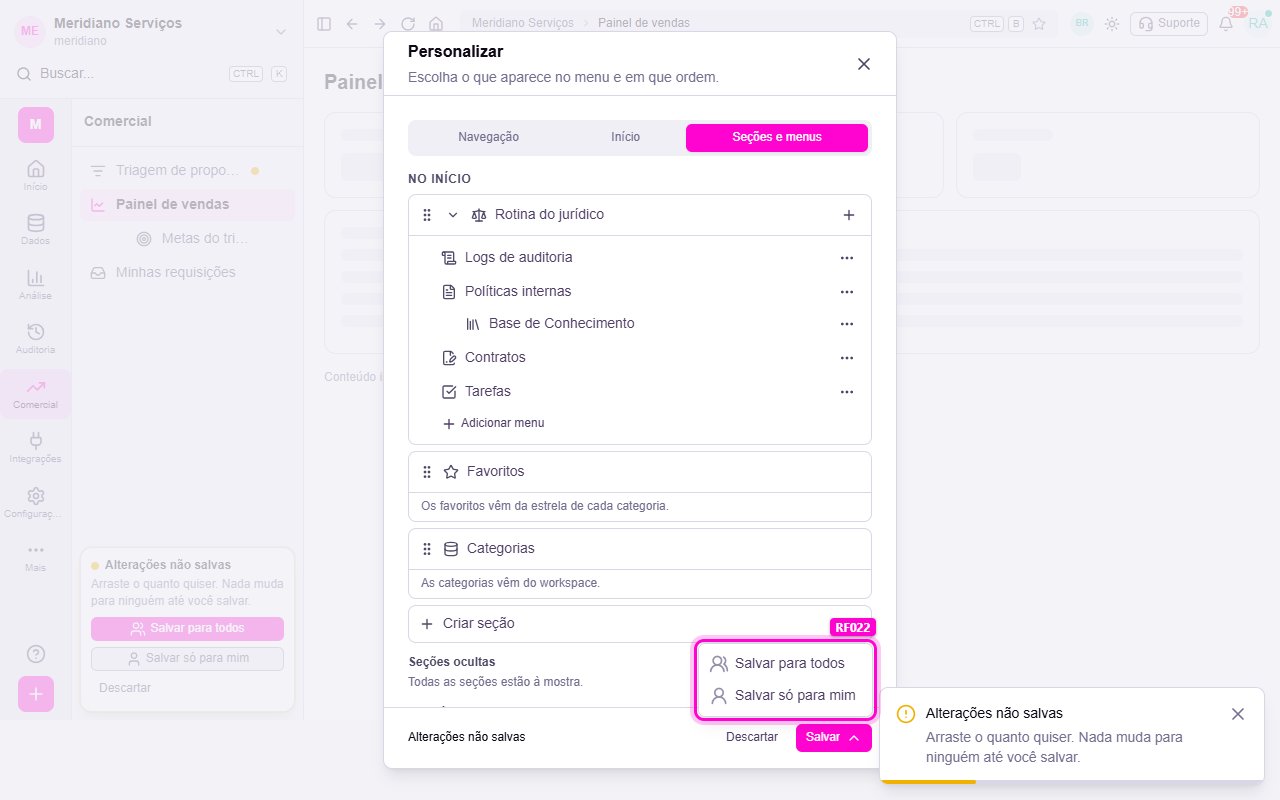 ME
Meridiano Serviços
meridiano
Buscar...
CTRL
K
M
Início
Dados
Análise
Auditoria
Comercial
Integrações
Configuraç...
Mais
Comercial
Triagem de propo...
Painel de vendas
Metas do tri...
Minhas requisições
Alterações não salvas
Arraste o quanto quiser. Nada muda
para ninguém até você salvar.
Salvar para todos
Salvar só para mim
Descartar
Meridiano Serviços
Painel de vendas
CTRL
B
BR
Suporte
99+
RA
Painel
Conteúdo
Personalizar
Escolha o que aparece no menu e em que ordem.
Navegação
Início
Seções e menus
NO INÍCIO
Rotina do jurídico
Logs de auditoria
Políticas internas
Base de Conhecimento
Contratos
Tarefas
Adicionar menu
Favoritos
Os favoritos vêm da estrela de cada categoria.
Categorias
As categorias vêm do workspace.
Criar seção
RF022
Seções ocultas
Todas as seções estão à mostra.
Salvar para todos
Salvar só para mim
Alterações não salvas
Descartar
Salvar
Alterações não salvas
Arraste o quanto quiser. Nada muda para
ninguém até você salvar.